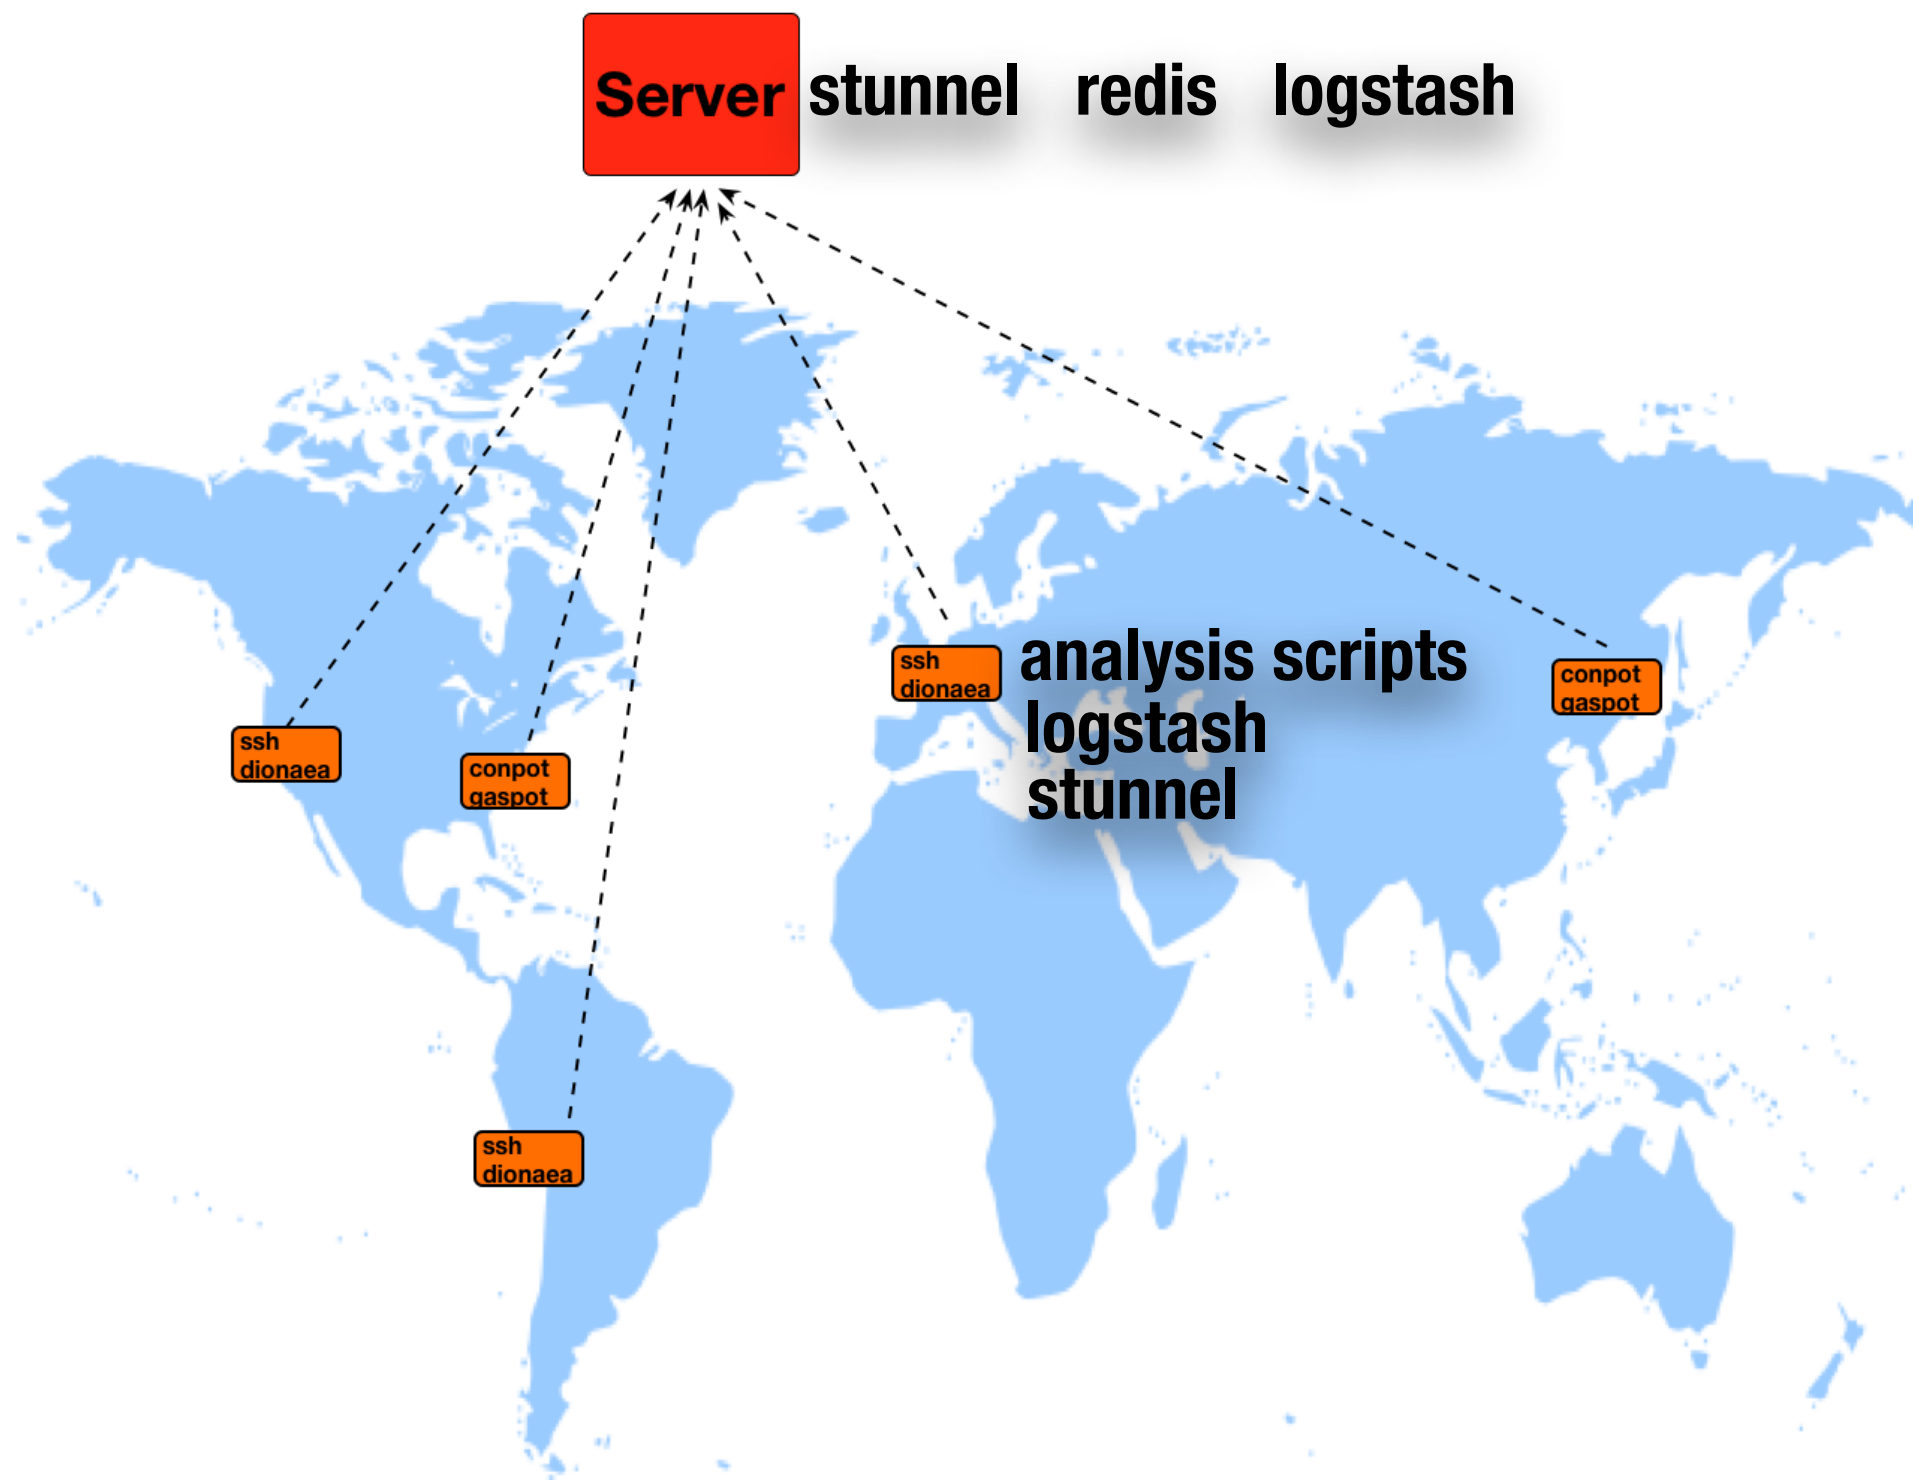 Server stunnel redis logstash
ssh
dionaea
analysis scripts
logstash
stunnel
conpot
gaspot
ssh
dionaea
conpot
gaspot
ssh
dionaea